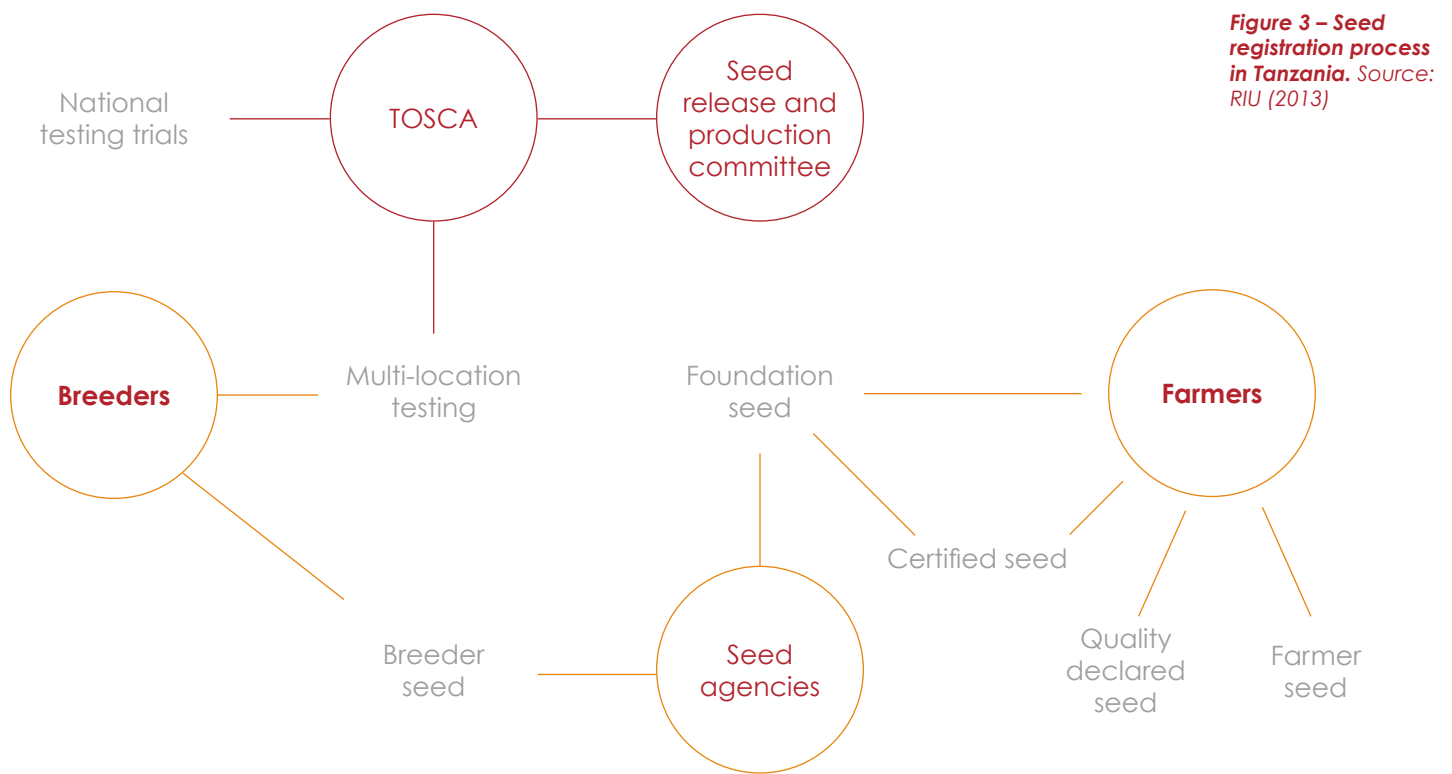 Figure 3 – Seed
registration process
in Tanzania. Source:
RIU (2013)
National
testing trials
TOSCA
Seed
release and
production
committee
Breeders
Multi-location
testing
Foundation
seed
Farmers
Certified seed
Breeder
seed
Seed
agencies
Quality
declared
seed
Farmer
seed